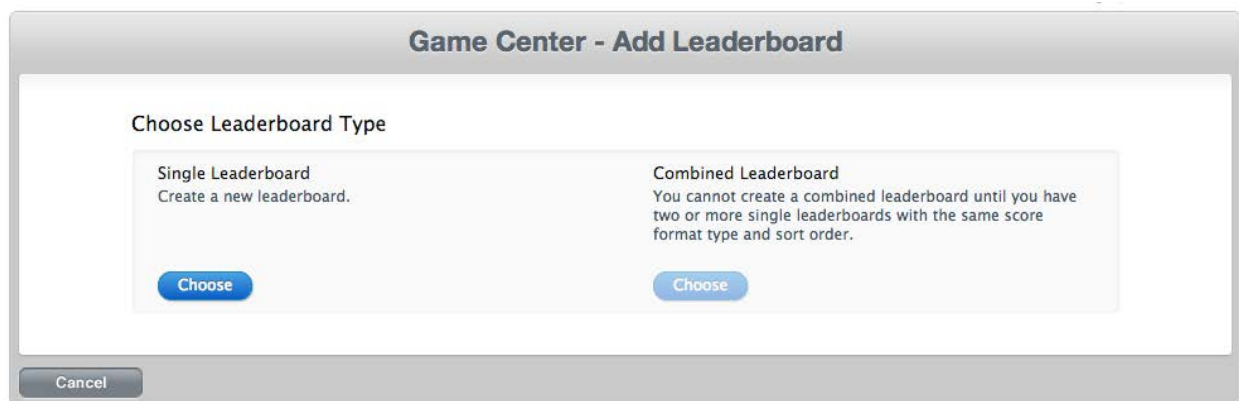 Game Center - Add Leaderboard
Choose Leaderboard Type
Single Leaderboard
Create a new leaderboard.
Choose
Combined Leaderboard
You cannot create a combined leaderboard until you have
two or more single leaderboards with the same score
format type and sort order.
Choose
Cancel